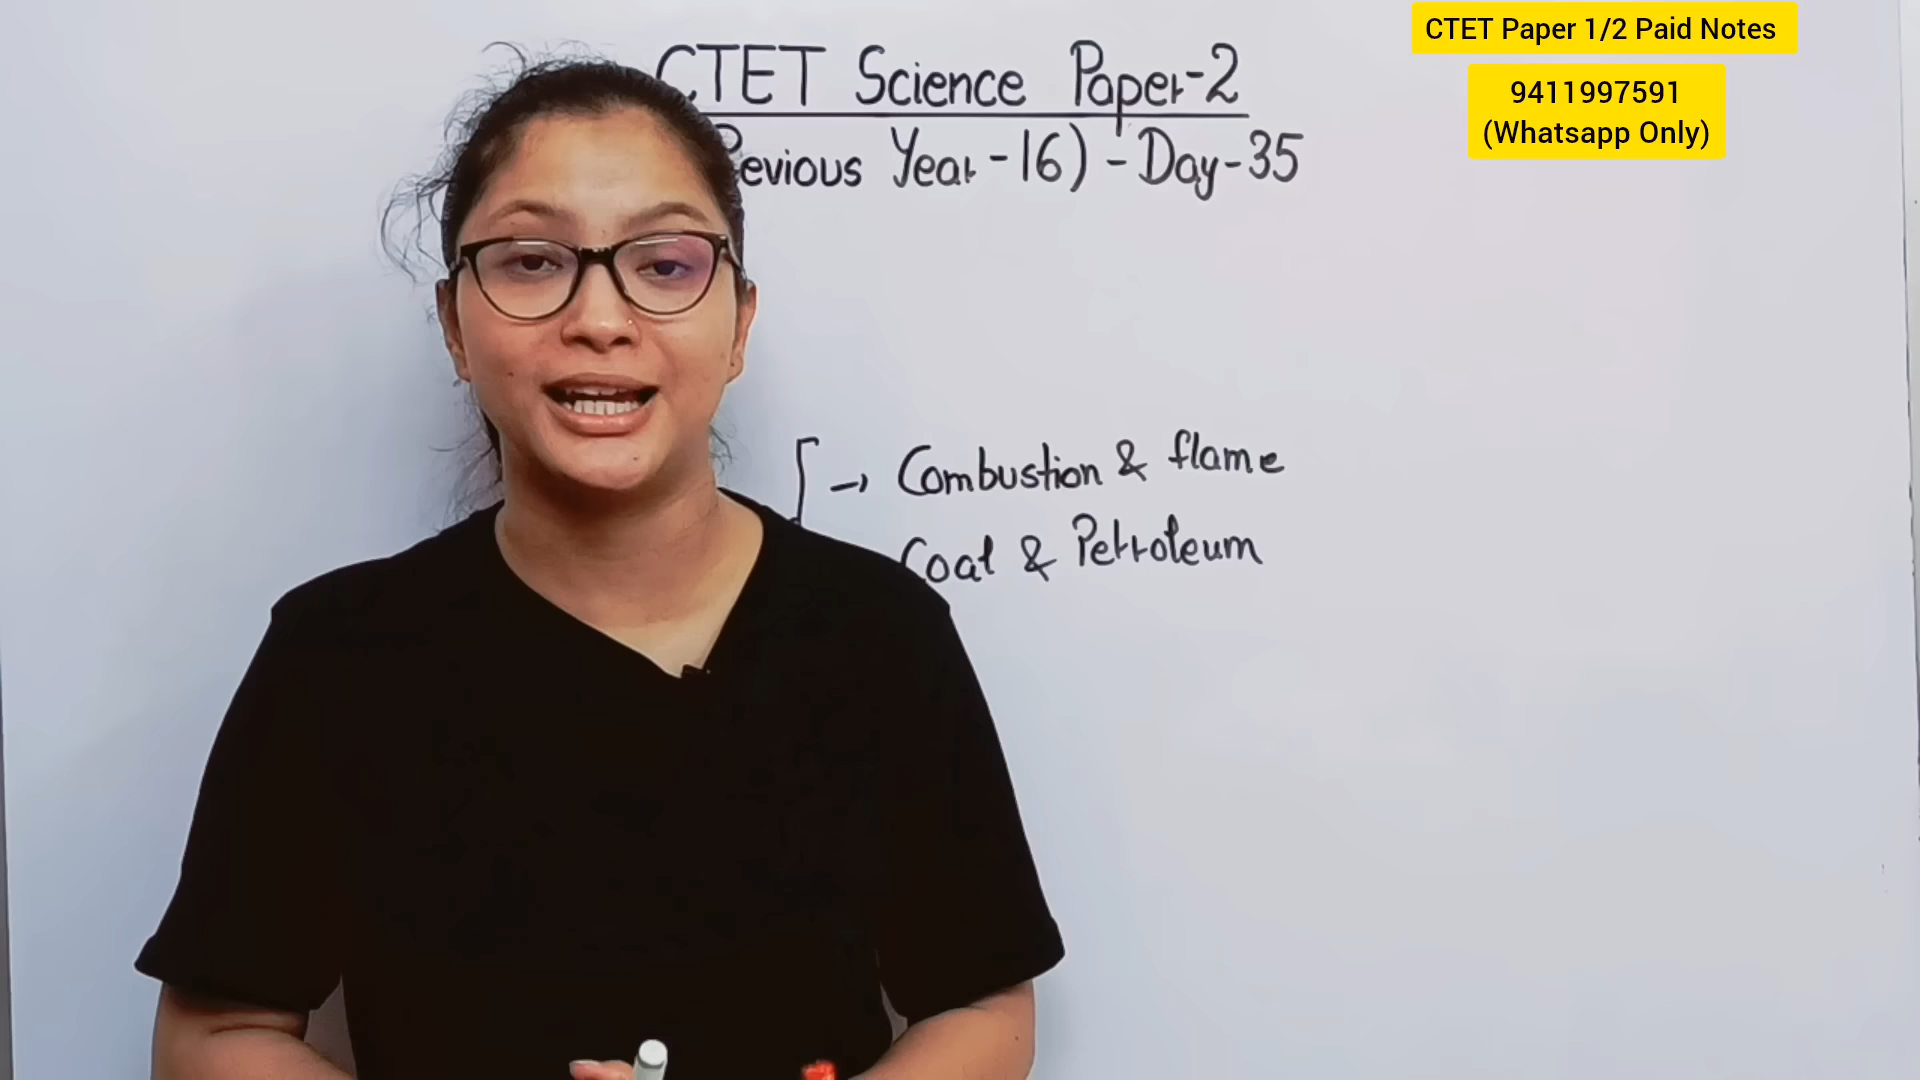 CTET Paper 1/2 Paid Notes
9411997591
(Whatsapp Only)
CTET Science Paper-2
Year-16) - Day-35
→ Combustion & flame
Coal & Petroleum